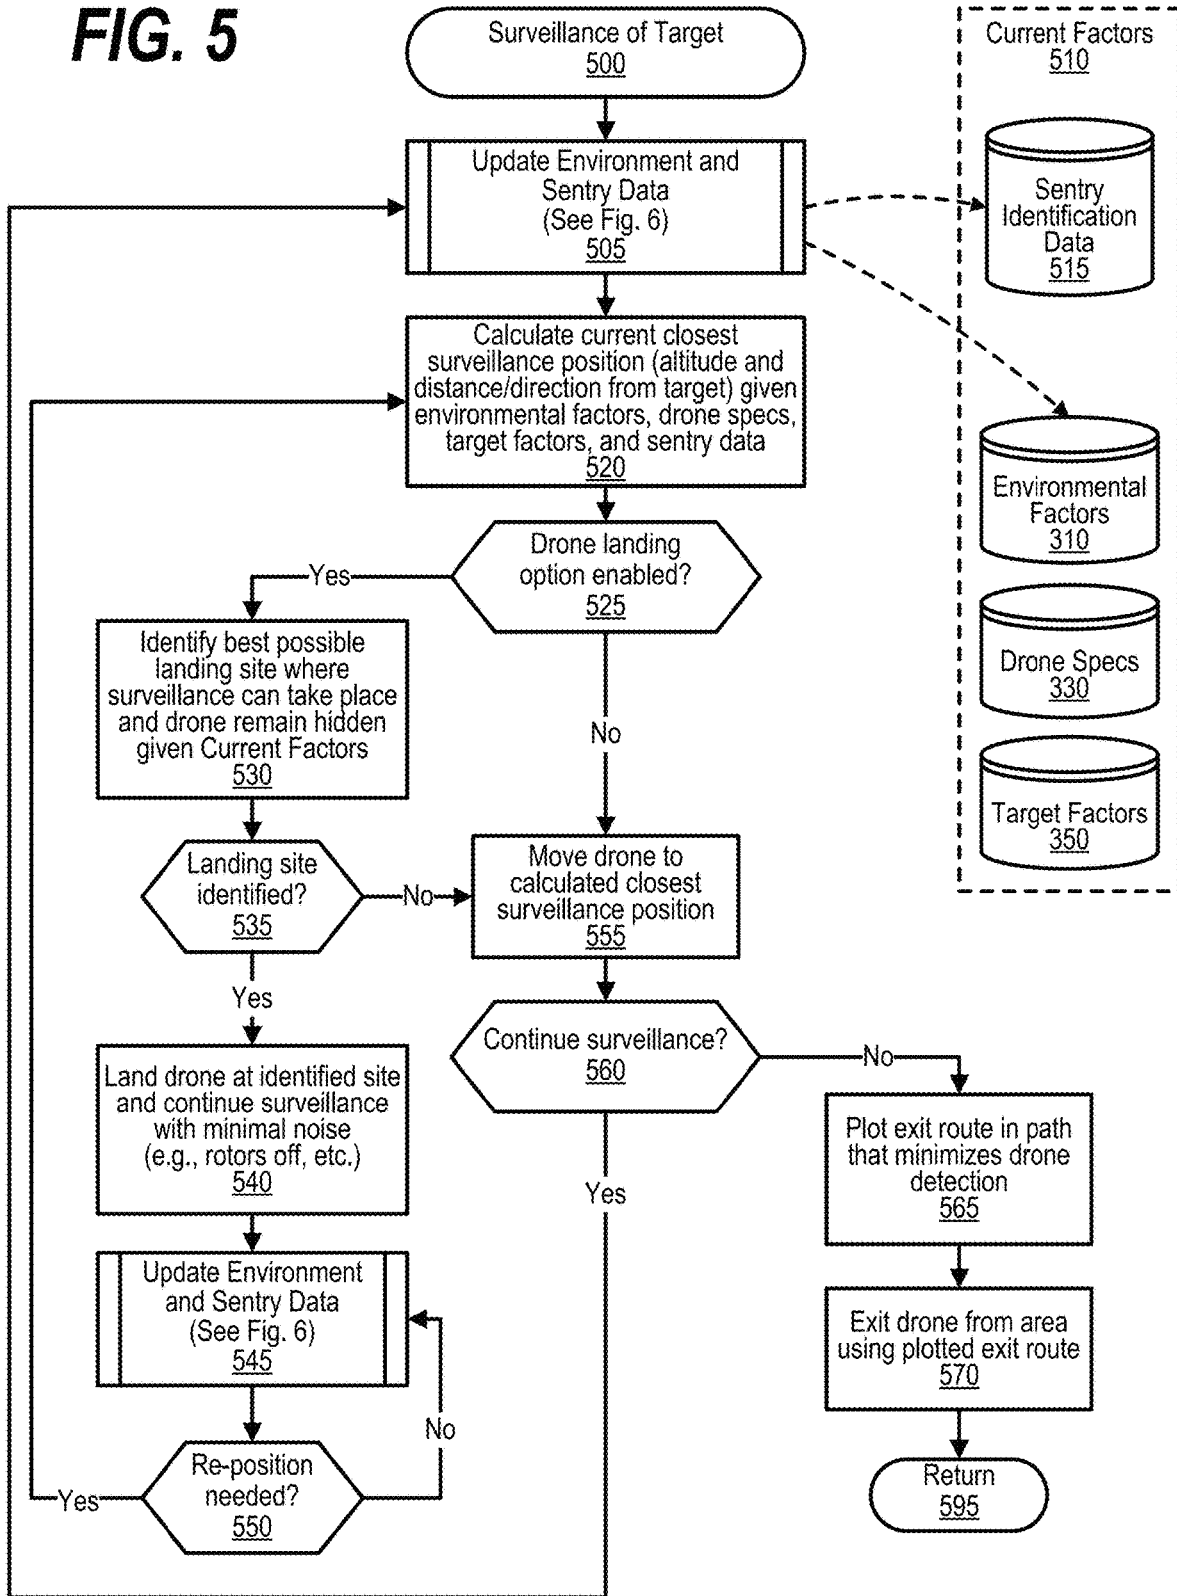 FIG. 5
Surveillance of Target
500
Update Environment and
Sentry Data
(See Fig. 6)
505
Current Factors
510
Sentry
Identification
Data
515
Environmental
Factors
310
Drone Specs
330
Target Factors
350
Calculate current closest
surveillance position (altitude and
distance/direction from target) given
environmental factors, drone specs,
target factors, and sentry data
520
Drone landing
option enabled?
525
Yes
No
Identify best possible
landing site where
surveillance can take place
and drone remain hidden
given Current Factors
530
Landing site
identified?
535
No
Yes
Land drone at identified site
and continue surveillance
with minimal noise
(e.g., rotors off, etc.)
540
Update Environment
and Sentry Data
(See Fig. 6)
545
No
Re-position
needed?
550
Yes
Move drone to
calculated closest
surveillance position
555
Continue surveillance?
560
No
Yes
Plot exit route in path
that minimizes drone
detection
565
Exit drone from area
using plotted exit route
570
Return
595